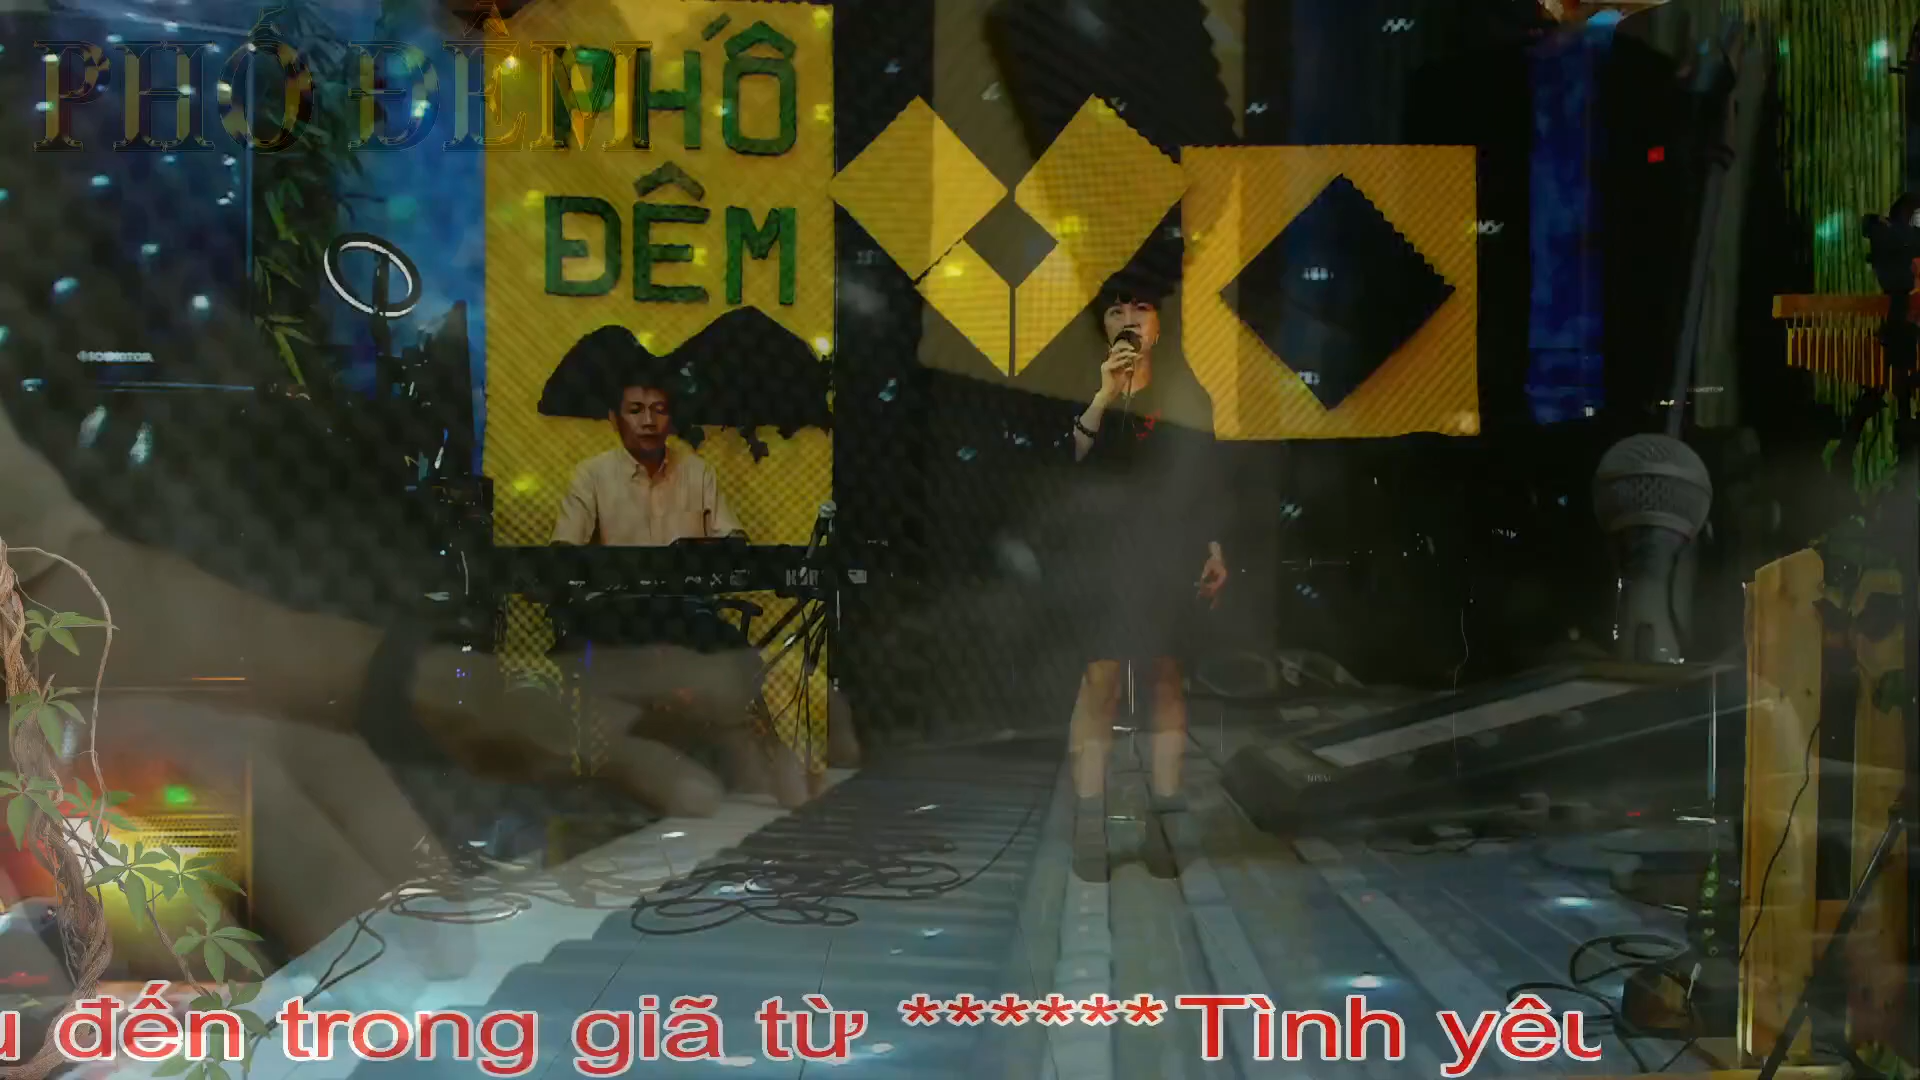 PHỐ ĐÊM
PHỐ
ĐÊM
đến trong giã từ ******Tình yêu